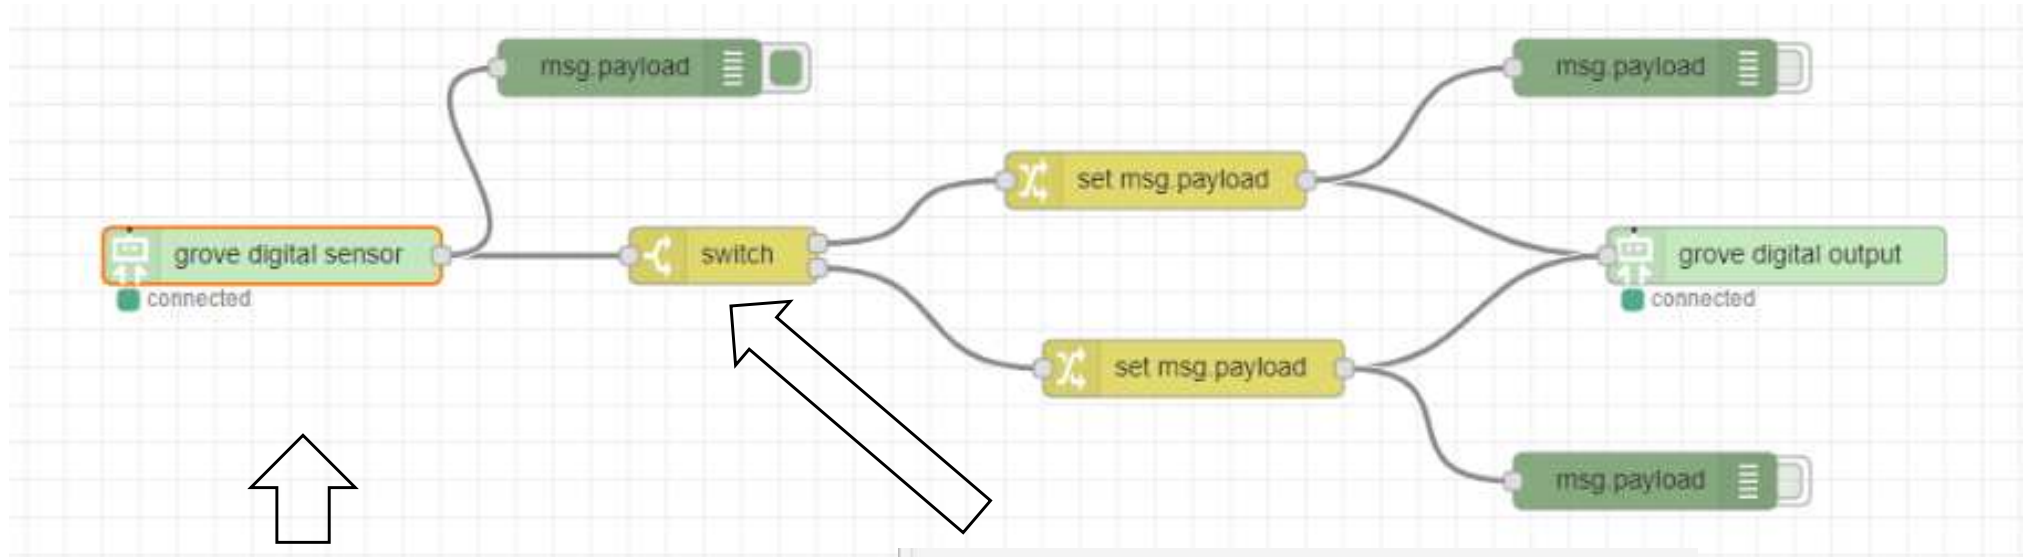 msg.payload
msg.payload
set msg.payload
grove digital sensor
switch
grove digital output
connected
connected
set msg.payload
msg.payload